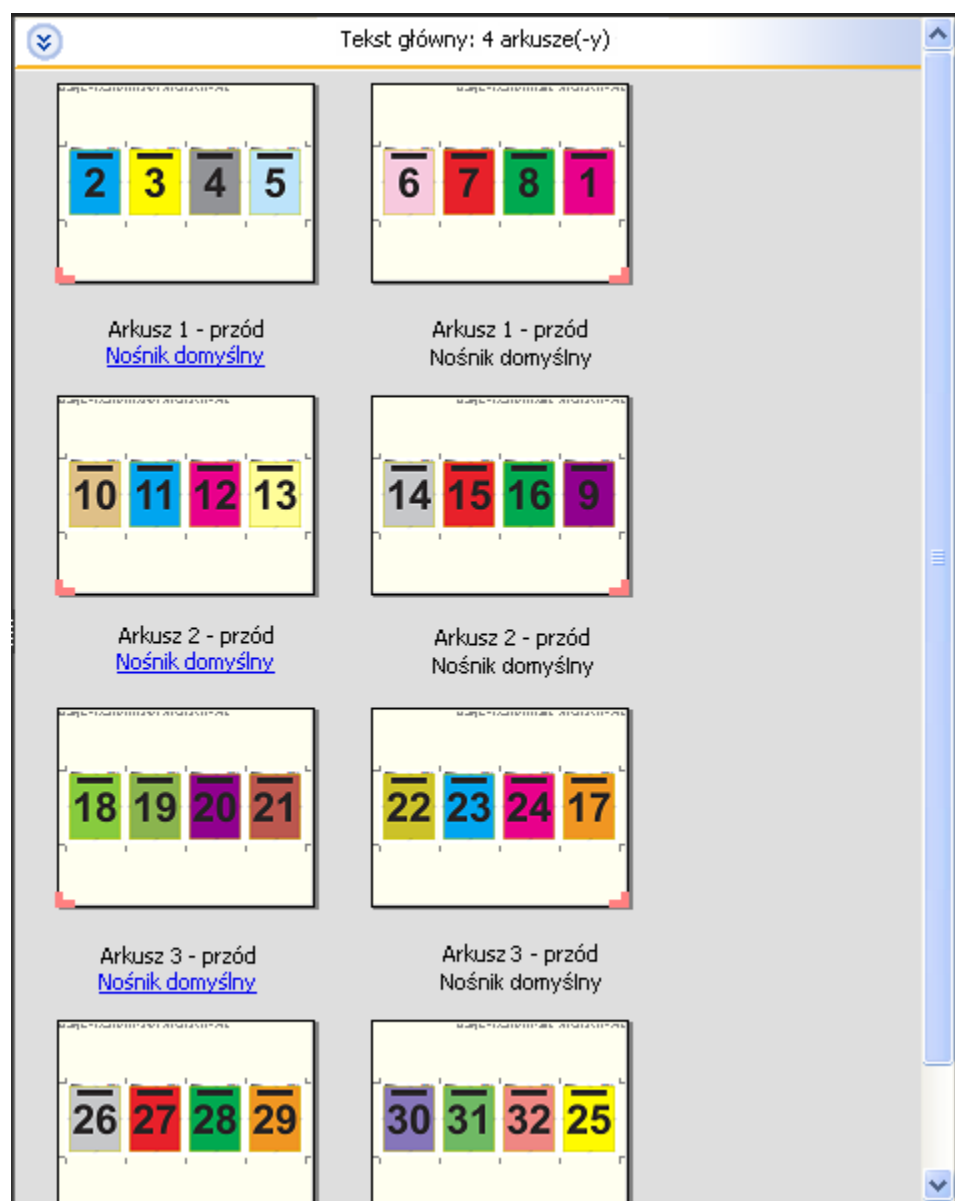 Tekst główny: 4 arkusze(-y)
2 3 4 5
6 7 8 1
Arkusz 1 - przód
Nośnik domyślny
Arkusz 1 - przód
Nośnik domyślny
10 11 12 13
14 15 16 9
Arkusz 2 - przód
Nośnik domyślny
Arkusz 2 - przód
Nośnik domyślny
18 19 20 21
22 23 24 17
Arkusz 3 - przód
Nośnik domyślny
Arkusz 3 - przód
Nośnik domyślny
26 27 28 29
30 31 32 25